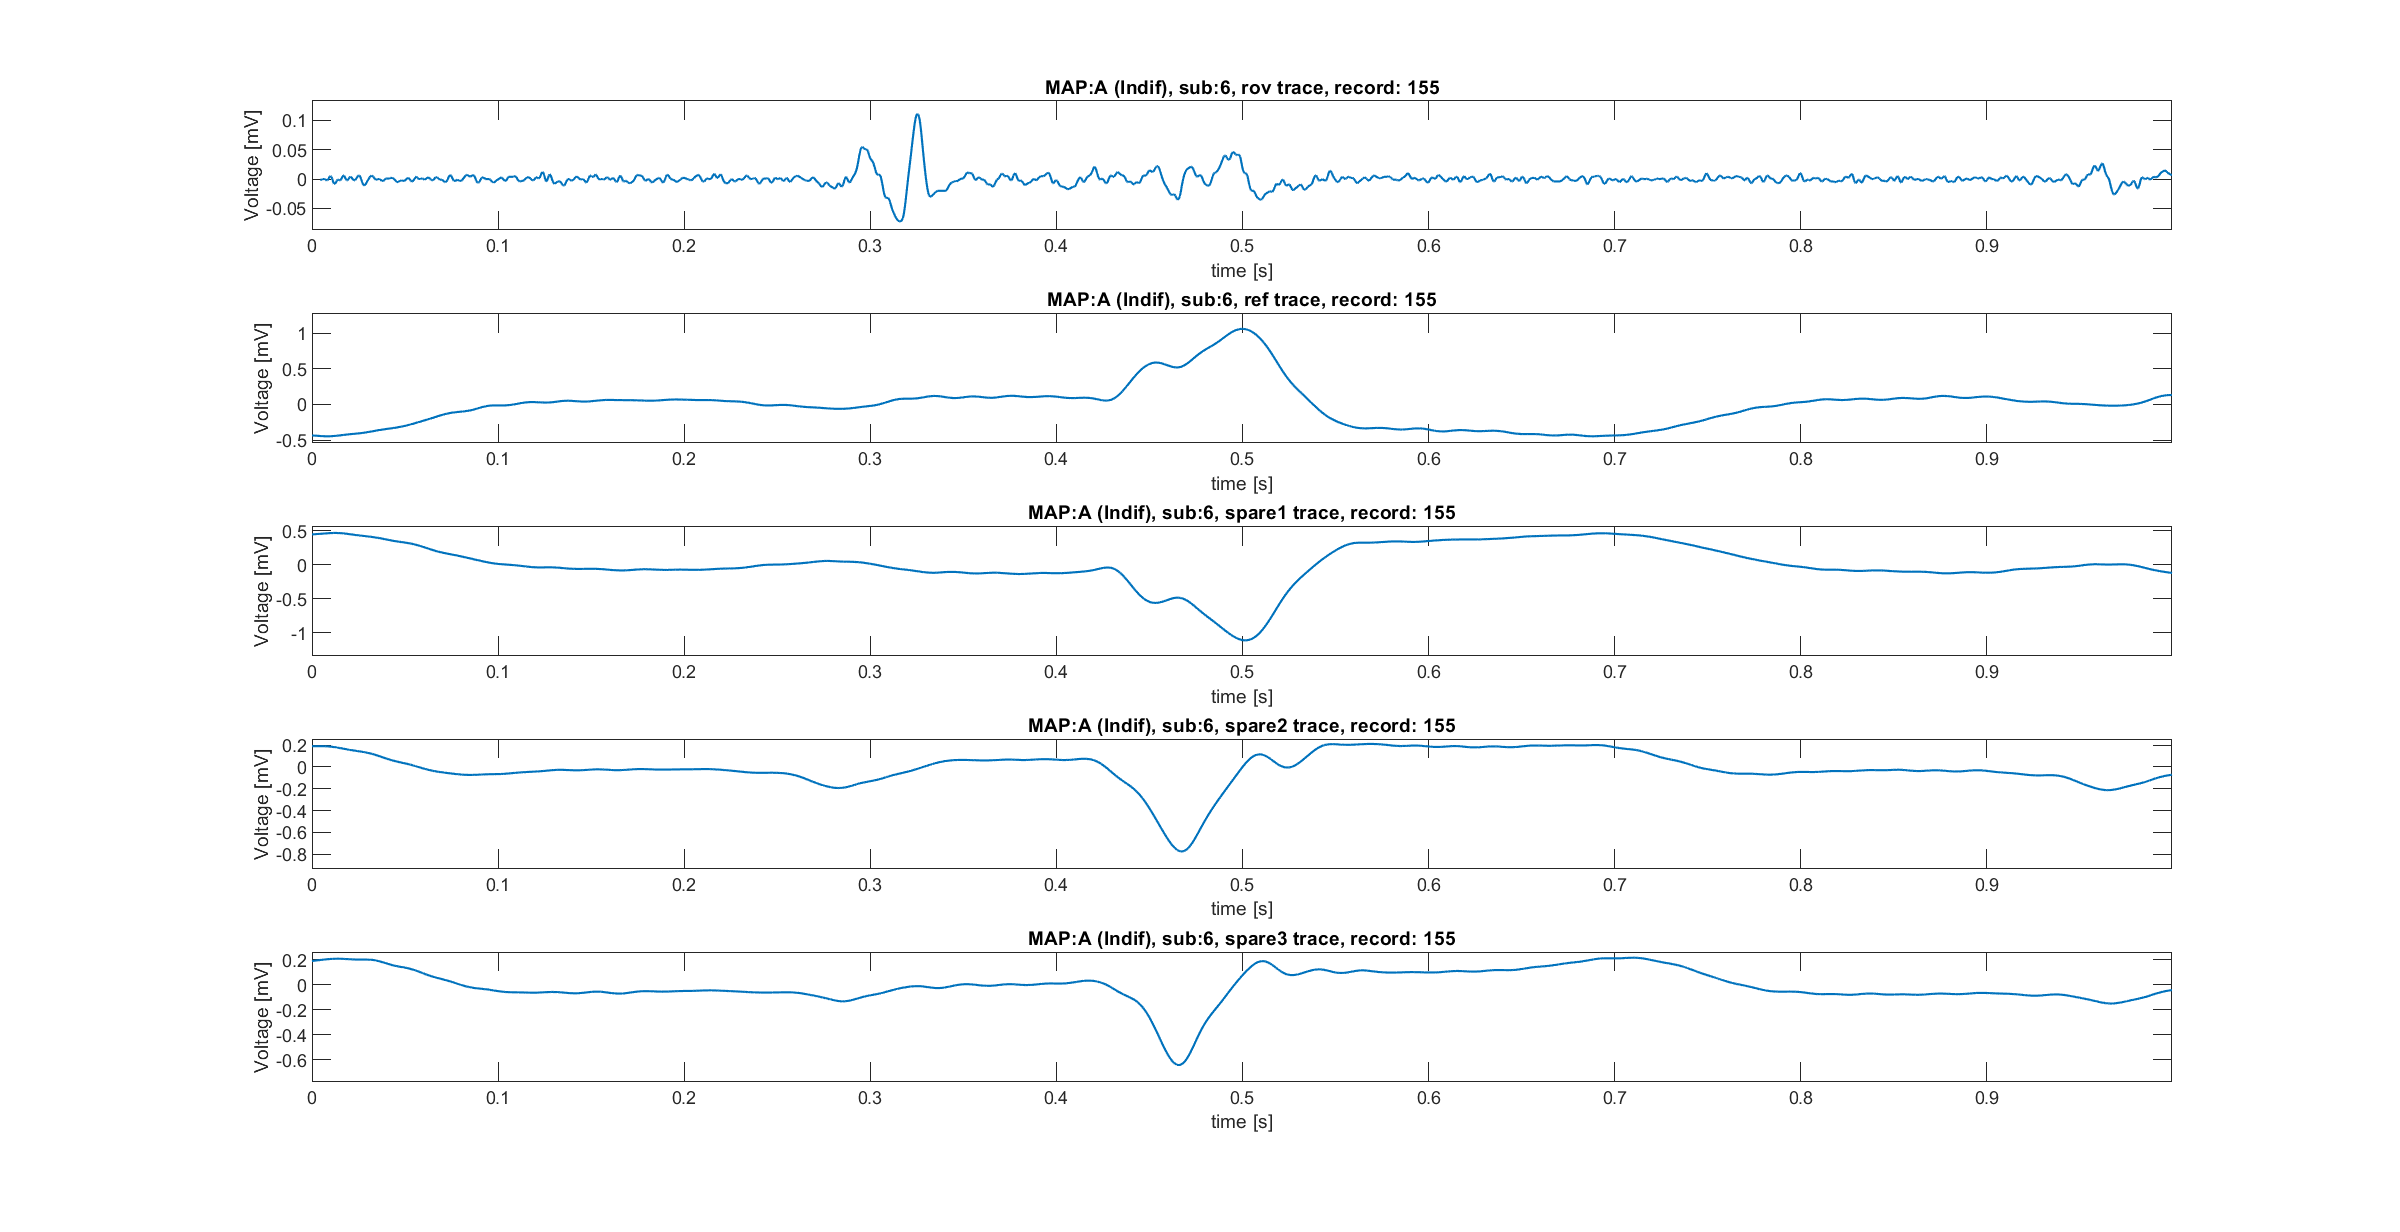 MAP:A (Indif), sub:6, rov trace, record: 155
Voltage [mV]
0.1
0.05
0
-0.05
0 0.1 0.2 0.3 0.4 0.5 0.6 0.7 0.8 0.9
time [s]
MAP:A (Indif), sub:6, ref trace, record: 155
Voltage [mV]
1
0.5
0
-0.5
0 0.1 0.2 0.3 0.4 0.5 0.6 0.7 0.8 0.9
time [s]
MAP:A (Indif), sub:6, spare1 trace, record: 155
Voltage [mV]
0.5
0
-0.5
-1
0 0.1 0.2 0.3 0.4 0.5 0.6 0.7 0.8 0.9
time [s]
MAP:A (Indif), sub:6, spare2 trace, record: 155
Voltage [mV]
0.2
0
-0.2
-0.4
-0.6
-0.8
0 0.1 0.2 0.3 0.4 0.5 0.6 0.7 0.8 0.9
time [s]
MAP:A (Indif), sub:6, spare3 trace, record: 155
Voltage [mV]
0.2
0
-0.2
-0.4
-0.6
0 0.1 0.2 0.3 0.4 0.5 0.6 0.7 0.8 0.9
time [s]